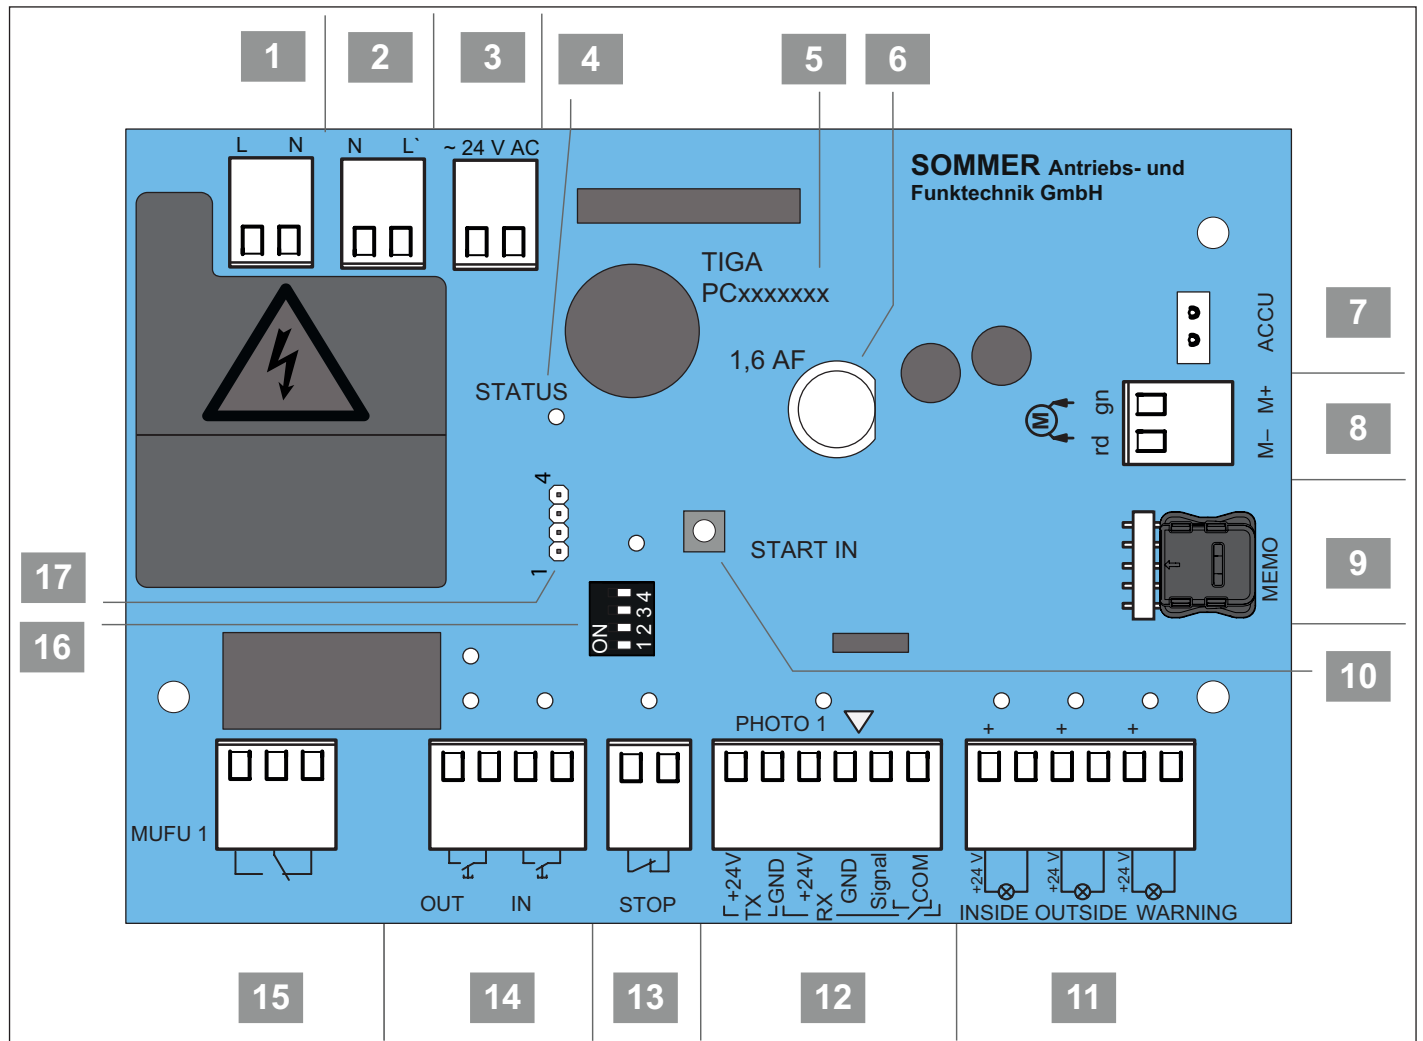 1 2 3 4 5 6
L N N L` ~ 24 V AC
SOMMER Antriebs- und
Funktechnik GmbH
TIGA
PCxxxxxxx
7
ACCU
1,6 AF
STATUS
gn M+
M
rd M–
8
4
1
START IN
MEMO
9
17
ON
1 2 3 4
16
10
PHOTO 1
+ + +
MUFU 1
OUT IN
STOP
+24V
TX
GND
+24V
RX
GND
Signal
COM
+24 V +24 V +24 V
INSIDE OUTSIDE WARNING
15 14 13 12 11